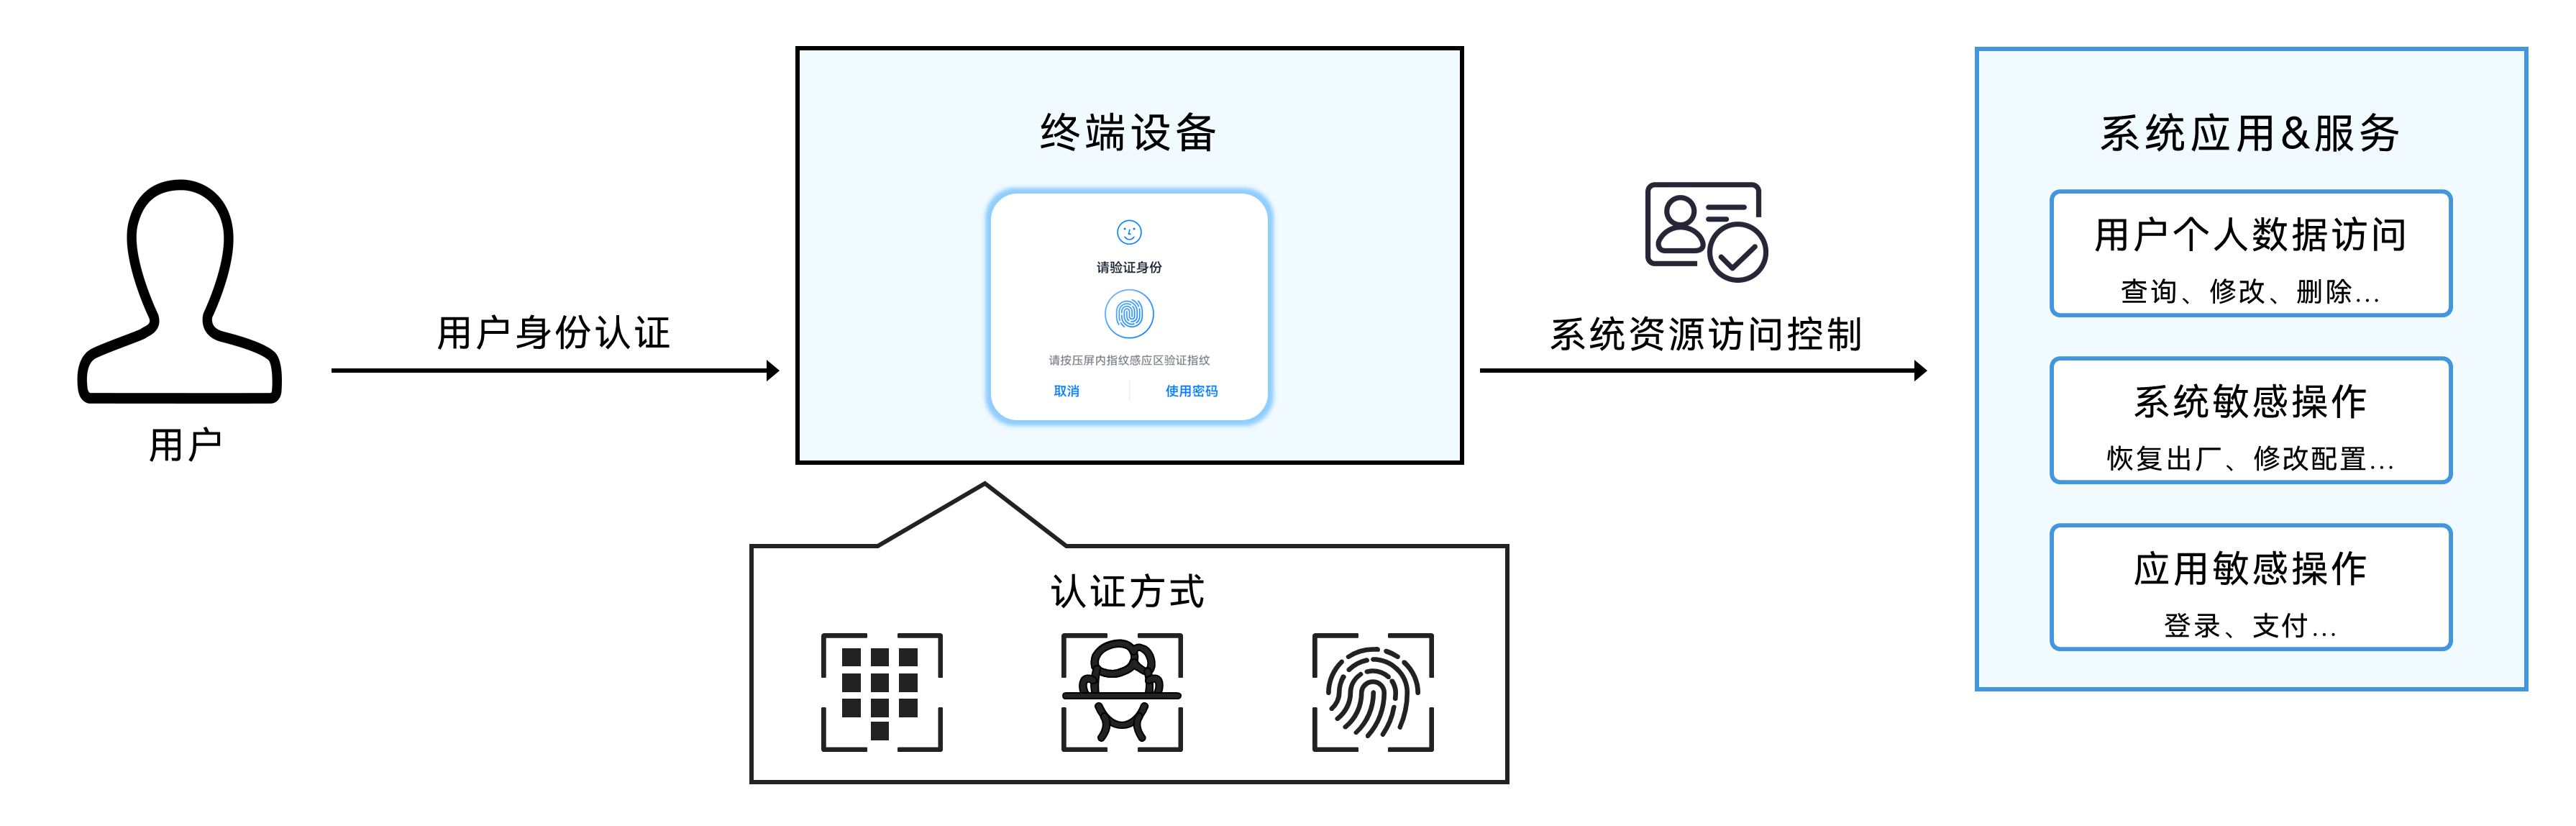 用户
用户身份认证
终端设备
请验证身份
请按压屏内指纹感应区验证指纹
取消
使用密码
认证方式
系统资源访问控制
系统应用&服务
用户个人数据访问
查询、修改、删除...
系统敏感操作
恢复出厂、修改配置...
应用敏感操作
登录、支付...